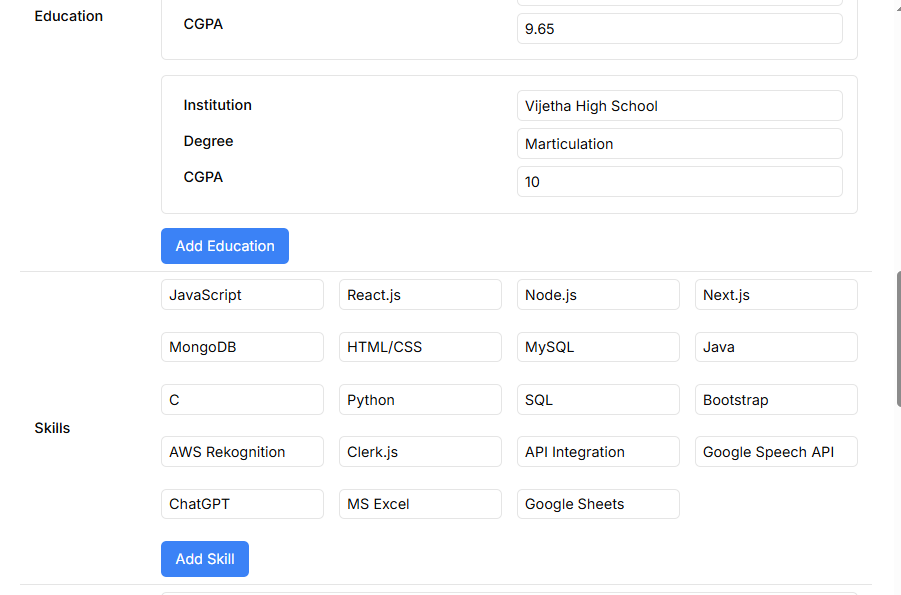 Education
CGPA
9.65
Institution
Vijetha High School
Degree
Marticulation
CGPA
10
Add Education
JavaScript React.js Node.js Next.js
MongoDB HTML/CSS MySQL Java
C Python SQL Bootstrap
Skills
AWS Rekognition Clerk.js API Integration Google Speech API
ChatGPT MS Excel Google Sheets
Add Skill